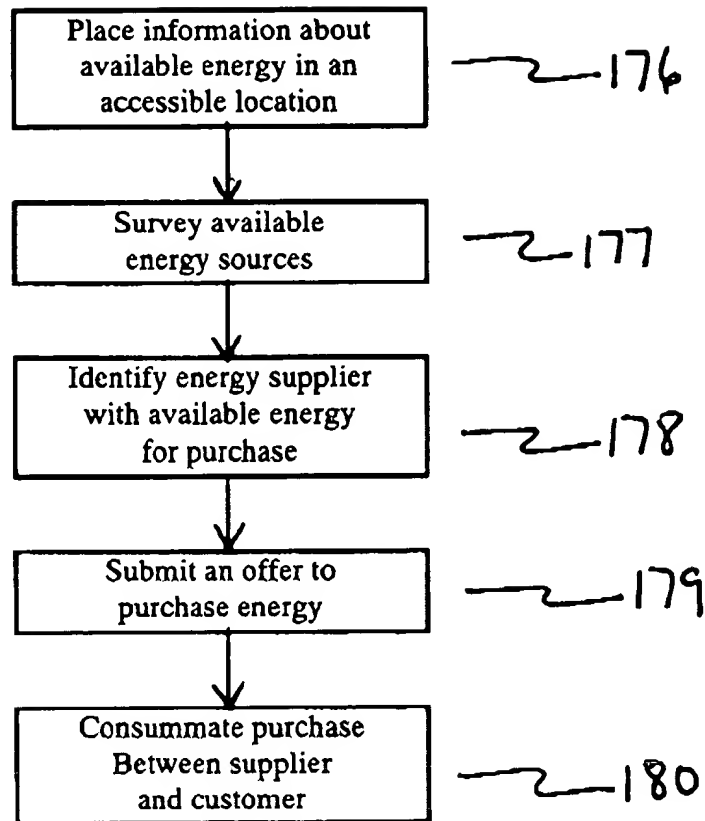 Place information about
available energy in an
accessible location
176
Survey available
energy sources
177
Identify energy supplier
with available energy
for purchase
178
Submit an offer to
purchase energy
179
Consummate purchase
Between supplier
and customer
180